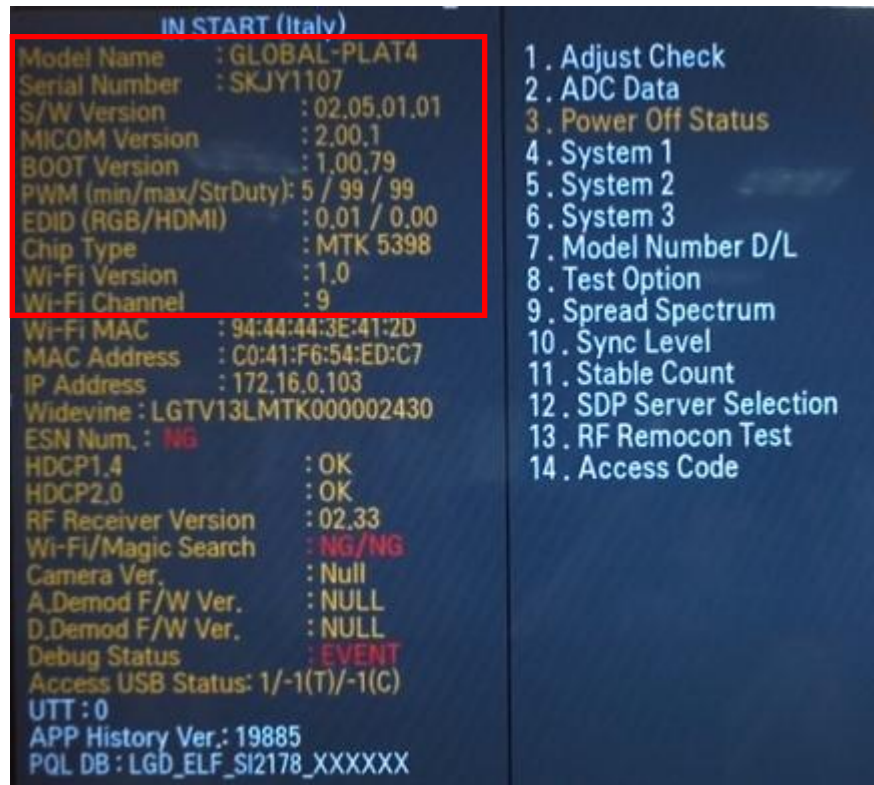 IN START (Italy)
Model Name : GLOBAL-PLAT4
Serial Number : SKJY1107
S/W Version : 02.05.01.01
MICOM Version : 2.00.1
BOOT Version : 1.00.79
PWM (min/max/StrDuty): 5 / 99 / 99
EDID (RGB/HDMI) : 0.01 / 0.00
Chip Type : MTK 5398
Wi-Fi Version : 1.0
Wi-Fi Channel : 9
Wi-Fi MAC : 94:44:44:3E:41:2D
MAC Address : C0:41:F6:54:ED:C7
IP Address : 172.16.0.103
Widevine : LGTV13LMTK000002430
ESN Num. : NG
HDCP1.4 : OK
HDCP2.0 : OK
RF Receiver Version : 02.33
Wi-Fi/Magic Search : NG/NG
Camera Ver. : Null
A.Demod F/W Ver. : NULL
D.Demod F/W Ver. : NULL
Debug Status : EVENT
Access USB Status: 1/-1(T)/-1(C)
UTT : 0
APP History Ver.: 19885
PQL DB : LGD_ELF_SI2178_XXXXXX
1 . Adjust Check
2 . ADC Data
3 . Power Off Status
4 . System 1
5 . System 2
6 . System 3
7 . Model Number D/L
8 . Test Option
9 . Spread Spectrum
10 . Sync Level
11 . Stable Count
12 . SDP Server Selection
13 . RF Remocon Test
14 . Access Code